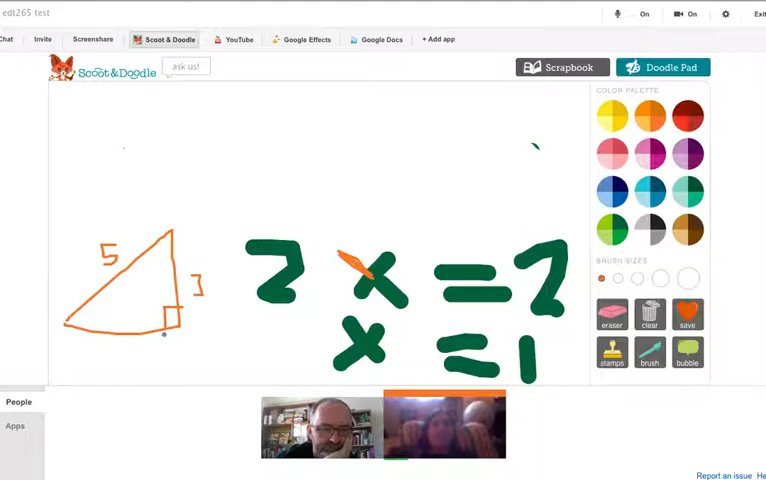 edt265 test
On
On
Exit
Chat
Invite
Screenshare
Scoot & Doodle
YouTube
Google Effects
Google Docs
+ Add app
Scoot&Doodle
ask us!
Scrapbook
Doodle Pad
COLOR PALETTE
5
3
2 x = 2
x = 1
BRUSH SIZES
eraser
clear
save
stamps
brush
bubble
People
Apps
Report an issue
He